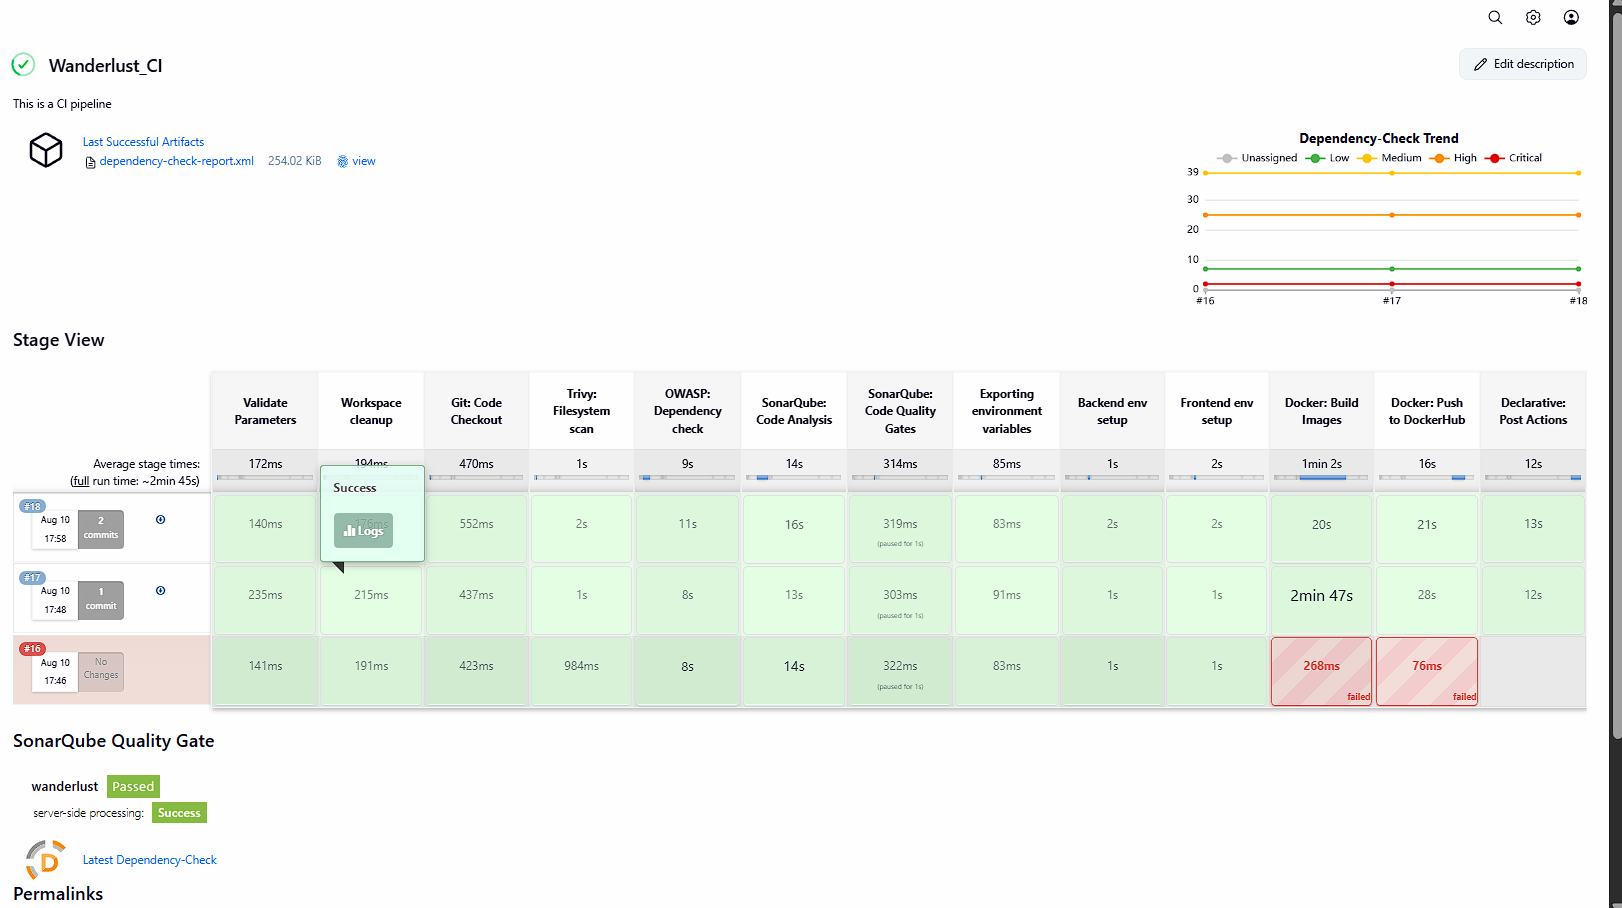 Wanderlust_CI
Edit description
This is a CI pipeline
Last Successful Artifacts
dependency-check-report.xml 254.02 KiB view
Dependency-Check Trend
Unassigned Low Medium High Critical
39
30
20
10
0
#16 #17 #18
Stage View
Validate Parameters
Workspace cleanup
Git: Code Checkout
Trivy: Filesystem scan
OWASP: Dependency check
SonarQube: Code Analysis
SonarQube: Code Quality Gates
Exporting environment variables
Backend env setup
Frontend env setup
Docker: Build Images
Docker: Push to DockerHub
Declarative: Post Actions
Average stage times:
(full run time: ~2min 45s)
172ms 194ms 470ms 1s 9s 14s 314ms 85ms 1s 2s 1min 2s 16s 12s
Success
Logs
#18
Aug 10
17:58
2
commits
140ms 176ms 552ms 2s 11s 16s 319ms 83ms 2s 2s 20s 21s 13s
(paused for 1s)
#17
Aug 10
17:48
1
commit
235ms 215ms 437ms 1s 8s 13s 303ms 91ms 1s 1s 2min 47s 28s 12s
(paused for 1s)
#16
Aug 10
17:46
No
Changes
141ms 191ms 423ms 984ms 8s 14s 322ms 83ms 1s 1s 268ms 76ms
(paused for 1s)
failed failed
SonarQube Quality Gate
wanderlust Passed
server-side processing: Success
Latest Dependency-Check
Permalinks